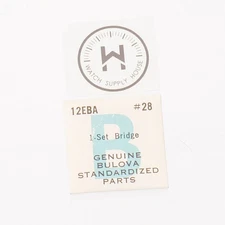 WATCH SUPPLY HOUSE
W
12EBA #28
B
1-Set Bridge
GENUINE
BULOVA
STANDARDIZED
PARTS